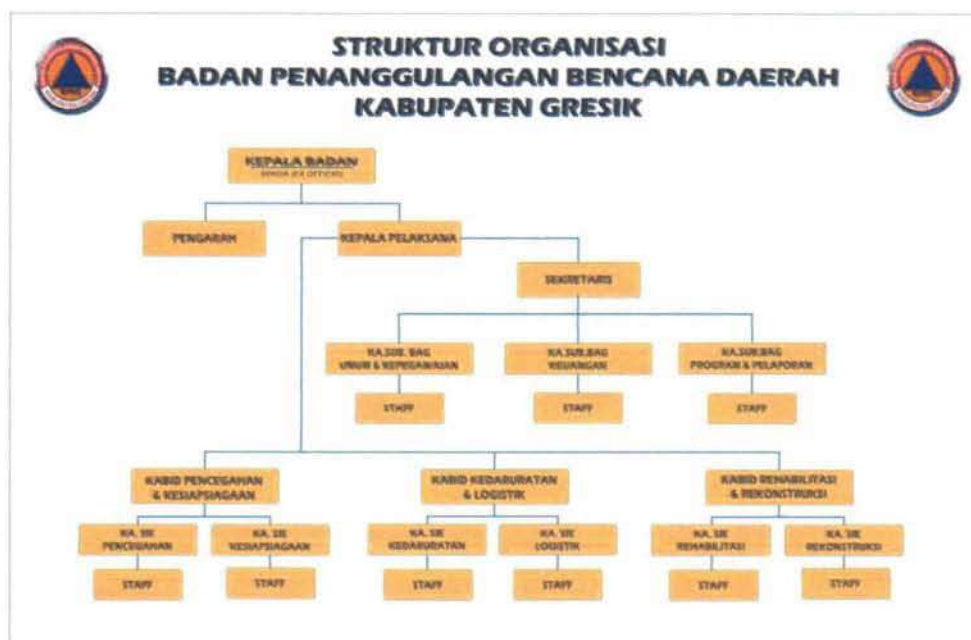 STRUKTUR ORGANISASI
BADAN PENANGGULANGAN BENCANA DAERAH
KABUPATEN GRESIK
KEPALA BADAN
SEKDA (EX OFFICIO)
PENGARAH
KEPALA PELAKSANA
SEKRETARIS
KA.SUB. BAG
UMUM & KEPEGAWAIAN
KA.SUB.BAG
KEUANGAN
KA.SUB.BAG
PROGRAM & PELAPORAN
STAFF
STAFF
STAFF
KABID PENCEGAHAN
& KESIAPSIAGAAN
KABID KEDARURATAN
& LOGISTIK
KABID REHABILITASI
& REKONSTRUKSI
KA. SIE
PENCEGAHAN
KA. SIE
KESIAPSIAGAAN
KA. SIE
KEDARURATAN
KA. SIE
LOGISTIK
KA. SIE
REHABILITASI
KA. SIE
REKONSTRUKSI
STAFF
STAFF
STAFF
STAFF
STAFF
STAFF